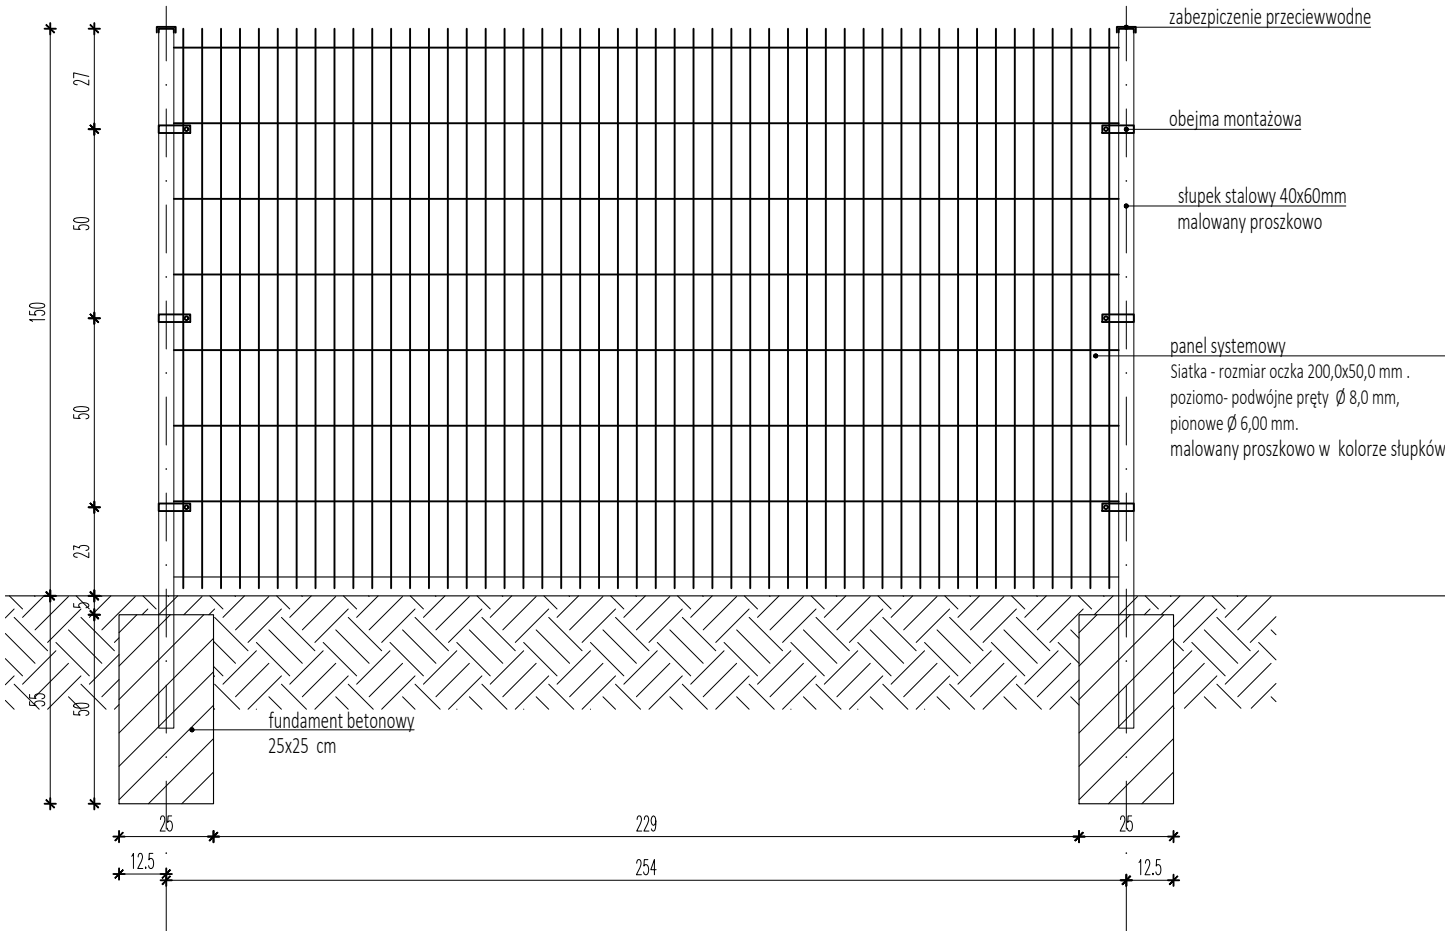 zabezpiczenie przeciewwodne
27
obejma montażowa
50
słupek stalowy 40x60mm
malowany proszkowo
150
panel systemowy
Siatka - rozmiar oczka 200,0x50,0 mm .
poziomo- podwójne pręty Ø 8,0 mm,
50
pionowe Ø 6,00 mm.
malowany proszkowo w kolorze słupków
23
5
55
50
fundament betonowy
25x25 cm
25
229
25
12.5
254
12.5